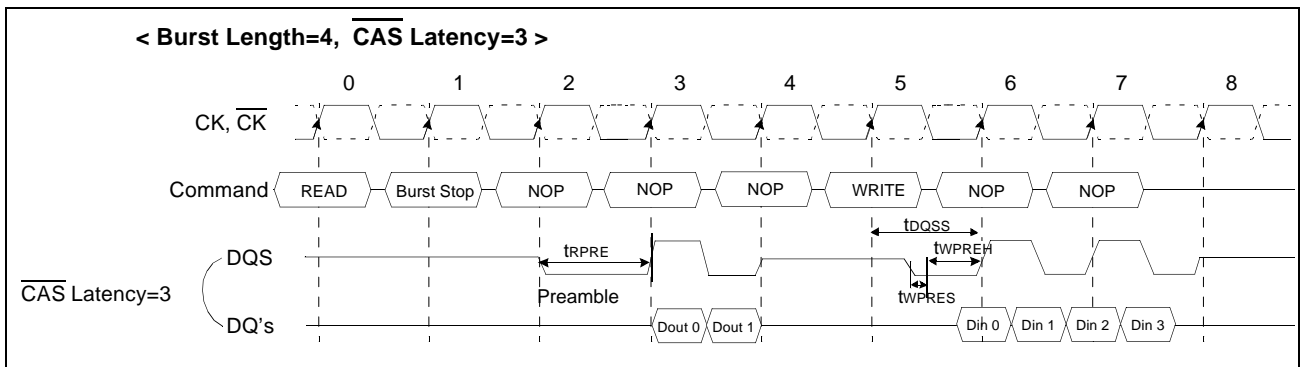 < Burst Length=4, CAS Latency=3 >
0 1 2 3 4 5 6 7 8
CK, CK
Command READ Burst Stop NOP NOP NOP WRITE NOP NOP
tDQSS
DQS tRPRE tWPREH
CAS Latency=3 Preamble tWPRES
DQ's Dout 0 Dout 1 Din 0 Din 1 Din 2 Din 3